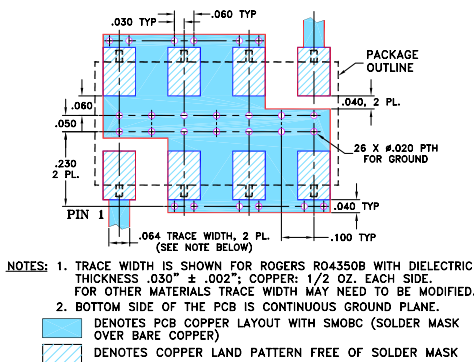 .030 TYP
.060 TYP
PACKAGE
OUTLINE
.060
.040, 2 PL.
.050
26 X ø.020 PTH
FOR GROUND
.230
2 PL.
PIN 1
.040 TYP
.064 TRACE WIDTH, 2 PL.
(SEE NOTE BELOW)
.100 TYP
NOTES: 1. TRACE WIDTH IS SHOWN FOR ROGERS RO4350B WITH DIELECTRIC
THICKNESS .030" ± .002"; COPPER: 1/2 OZ. EACH SIDE.
FOR OTHER MATERIALS TRACE WIDTH MAY NEED TO BE MODIFIED.
2. BOTTOM SIDE OF THE PCB IS CONTINUOUS GROUND PLANE.
DENOTES PCB COPPER LAYOUT WITH SMOBC (SOLDER MASK
OVER BARE COPPER)
DENOTES COPPER LAND PATTERN FREE OF SOLDER MASK